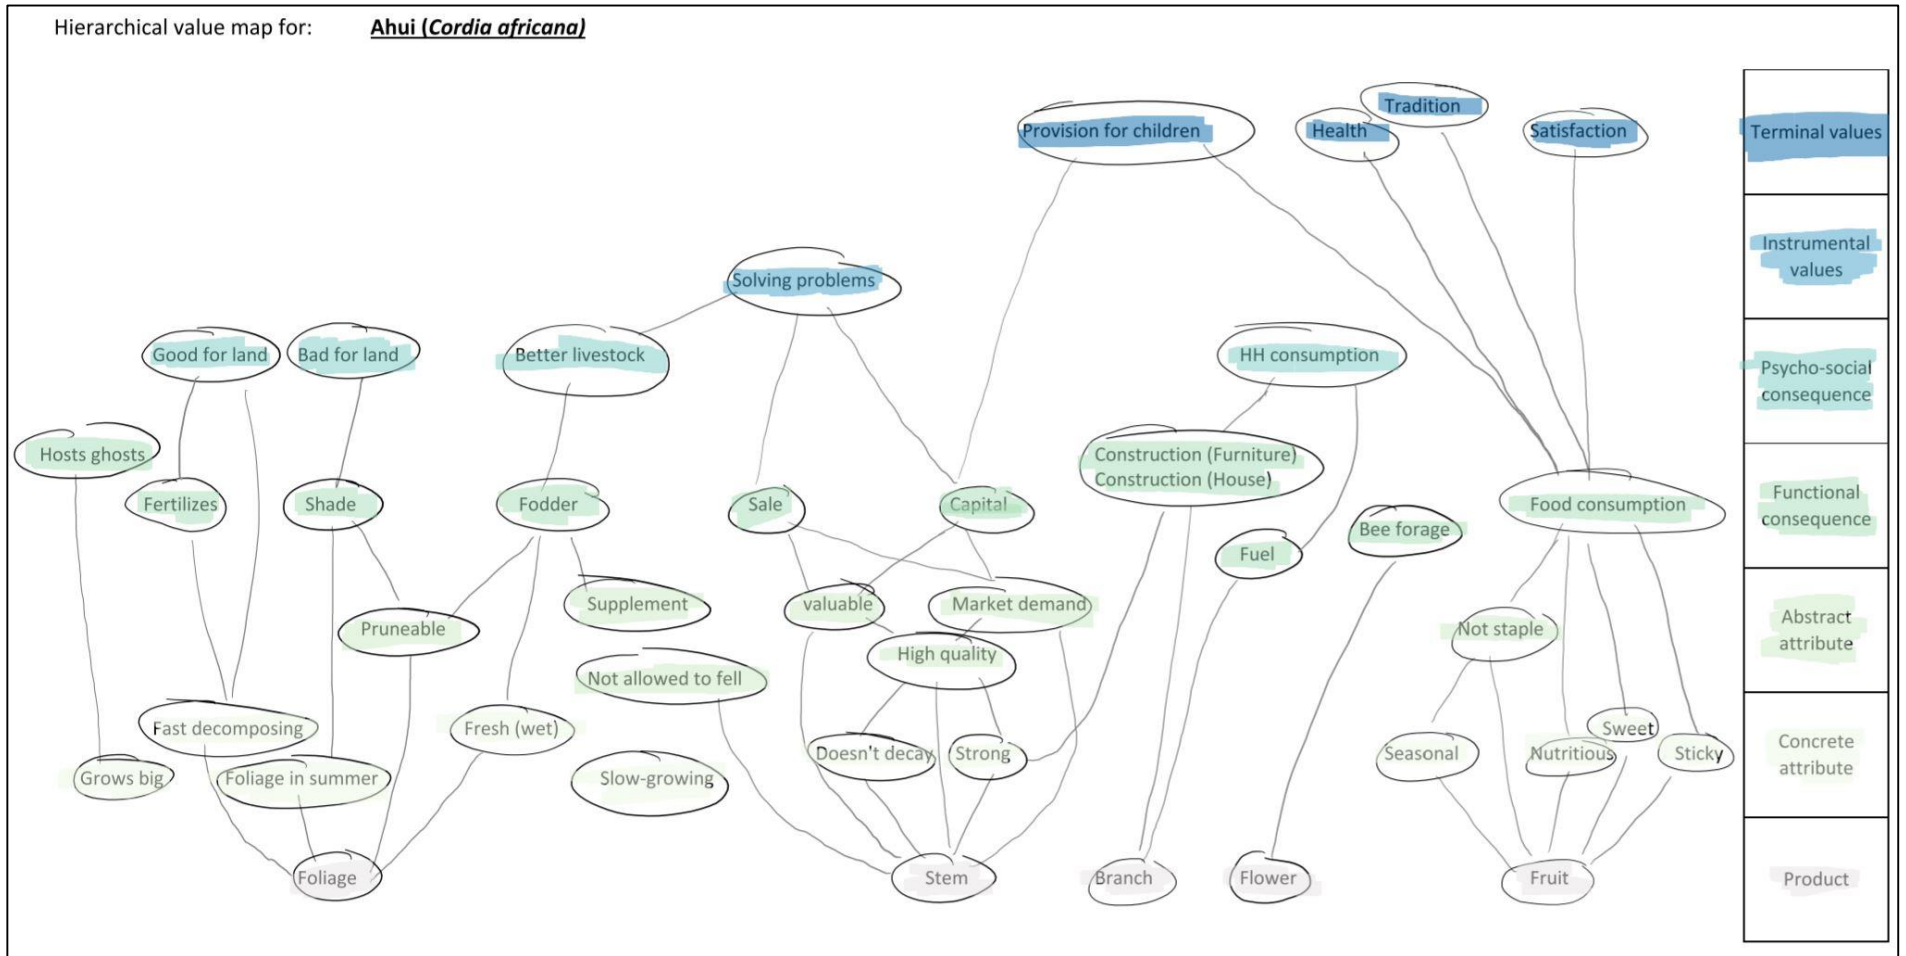 Hierarchical value map for: Ahui (Cordia africana)
Tradition
Provision for children
Health
Satisfaction
Terminal values
Instrumental
values
Solving problems
Good for land
Bad for land
Better livestock
HH consumption
Psycho-social
consequence
Hosts ghosts
Construction (Furniture)
Construction (House)
Fertilizes
Shade
Fodder
Sale
Capital
Food consumption
Functional
consequence
Bee forage
Fuel
Supplement
valuable
Market demand
Pruneable
Not staple
Abstract
attribute
High quality
Not allowed to fell
Fast decomposing
Fresh (wet)
Sweet
Doesn't decay
Strong
Seasonal
Nutritious
Sticky
Concrete
attribute
Grows big
Foliage in summer
Slow-growing
Foliage
Stem
Branch
Flower
Fruit
Product